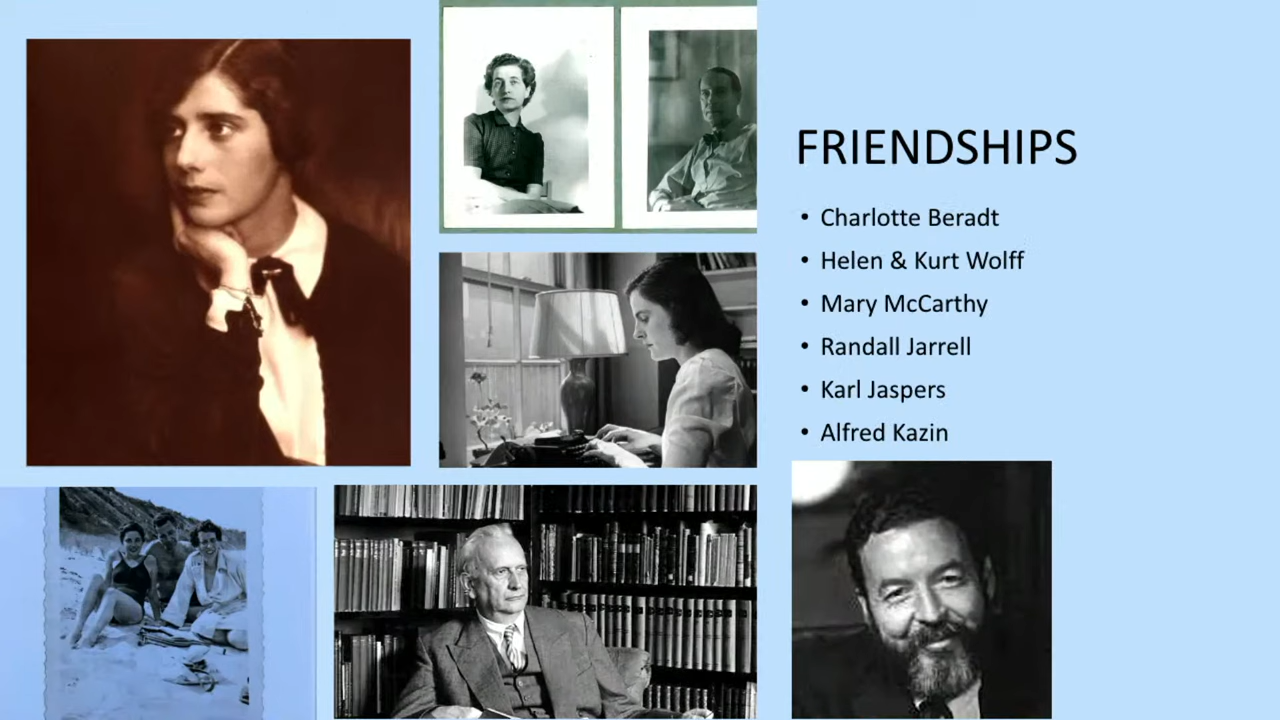 FRIENDSHIPS
• Charlotte Beradt
• Helen & Kurt Wolff
• Mary McCarthy
• Randall Jarrell
• Karl Jaspers
• Alfred Kazin